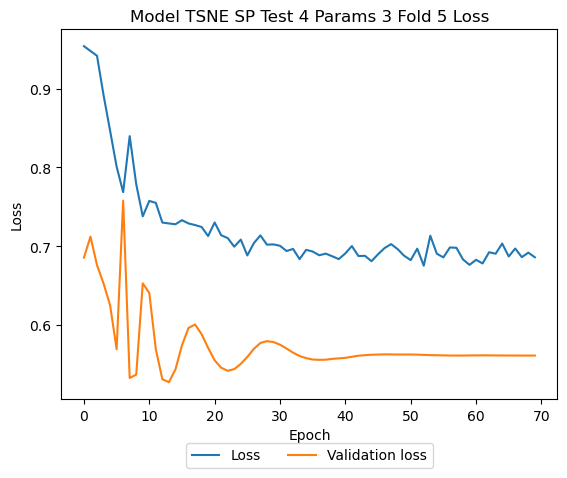 Model TSNE SP Test 4 Params 3 Fold 5 Loss
Loss
0.9
0.8
0.7
0.6
0 10 20 30 40 50 60 70
Epoch
Loss Validation loss